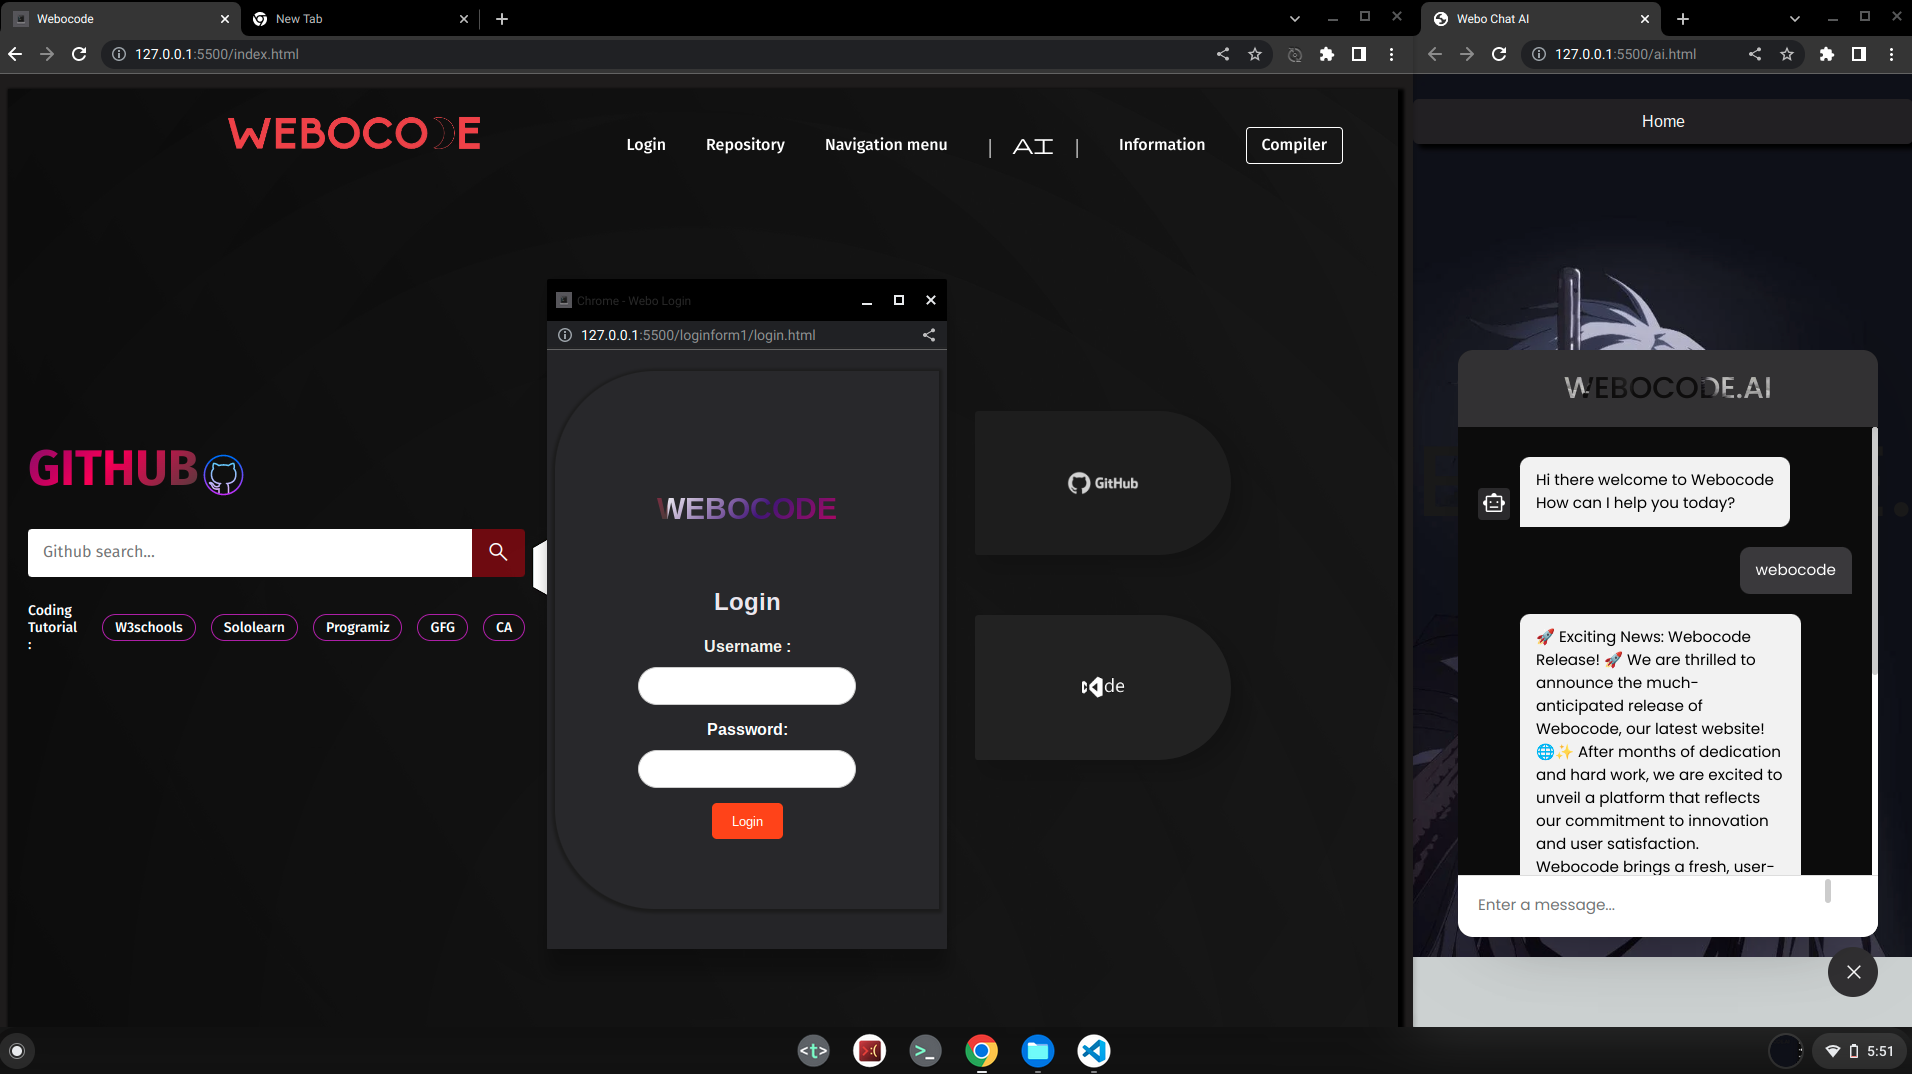 Webocode
New Tab
127.0.0.1:5500/index.html
WEBOCODE
Login
Repository
Navigation menu
| AI |
Information
Compiler
GITHUB
Github search...
Coding
Tutorial
:
W3schools
Sololearn
Programiz
GFG
CA
Chrome - Webo Login
127.0.0.1:5500/loginform1/login.html
WEBOCODE
Login
Username :
Password:
Login
GitHub
de
Webo Chat AI
127.0.0.1:5500/ai.html
Home
WEBOCODE.AI
Hi there welcome to Webocode
How can I help you today?
webocode
🚀 Exciting News: Webocode
Release! 🚀 We are thrilled to
announce the much-
anticipated release of
Webocode, our latest website!
🌐✨ After months of dedication
and hard work, we are excited to
unveil a platform that reflects
our commitment to innovation
and user satisfaction.
Webocode brings a fresh, user-
Enter a message...
<t>
:(
>_
5:51